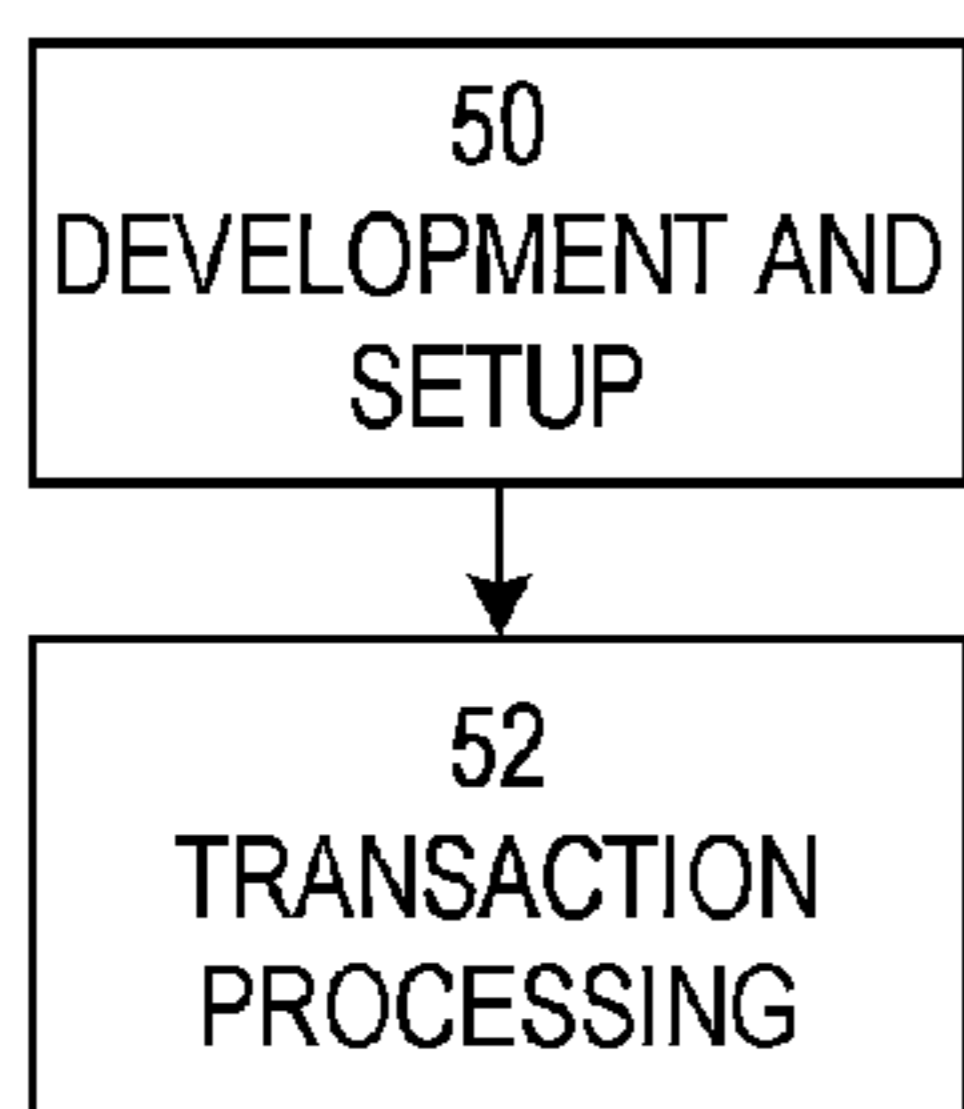 50
DEVELOPMENT AND
SETUP
52
TRANSACTION
PROCESSING